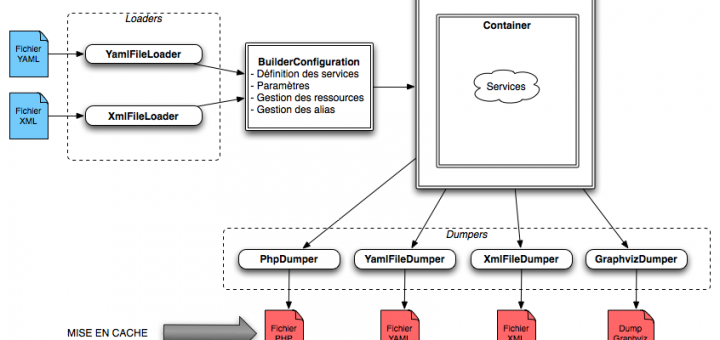 Loaders
Fichier
YAML
YamlFileLoader
Fichier
XML
XmlFileLoader
BuilderConfiguration
- Définition des services
- Paramètres
- Gestion des ressources
- Gestion des alias
Container
Services
Dumpers
PhpDumper
YamlFileDumper
XmlFileDumper
GraphvizDumper
MISE EN CACHE
Fichier
PHP
Fichier
YAML
Fichier
XML
Dump
Graphviz